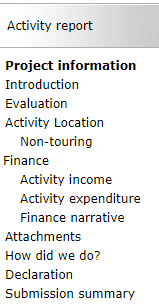 Activity report
Project information
Introduction
Evaluation
Activity Location
Non-touring
Finance
Activity income
Activity expenditure
Finance narrative
Attachments
How did we do?
Declaration
Submission summary